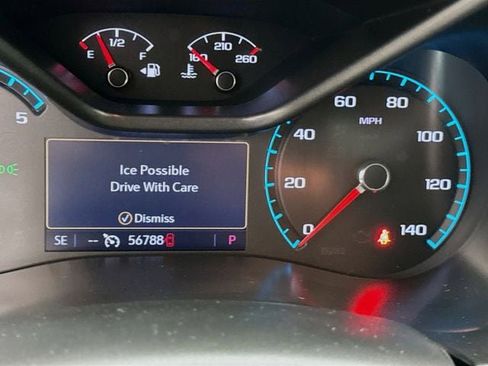 1/2
E F
210
160 260
5
60 80
MPH
40 100
20 120
0 140
Ice Possible
Drive With Care
Dismiss
SE -- 56788 P